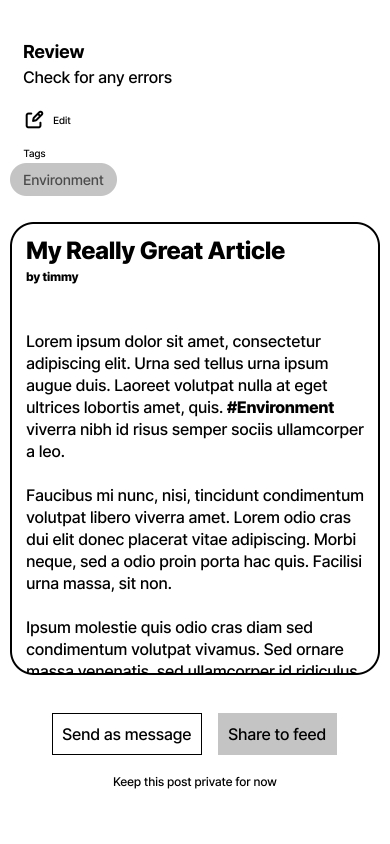 Review
Check for any errors
Edit
Tags
Environment
My Really Great Article
by timmy
Lorem ipsum dolor sit amet, consectetur
adipiscing elit. Urna sed tellus urna ipsum
augue duis. Laoreet volutpat nulla at eget
ultrices lobortis amet, quis. #Environment
viverra nibh id risus semper sociis ullamcorper
a leo.
Faucibus mi nunc, nisi, tincidunt condimentum
volutpat libero viverra amet. Lorem odio cras
dui elit donec placerat vitae adipiscing. Morbi
neque, sed a odio proin porta hac quis. Facilisi
urna massa, sit non.
Ipsum molestie quis odio cras diam sed
condimentum volutpat vivamus. Sed ornare
massa venenatis, sed ullamcorper id ridiculus
Send as message
Share to feed
Keep this post private for now